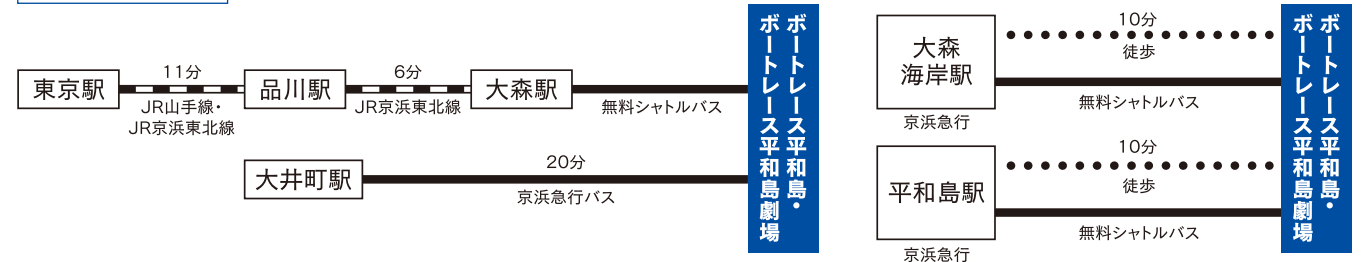 東京駅
11分
JR山手線・
JR京浜東北線
品川駅
6分
JR京浜東北線
大森駅
無料シャトルバス
大井町駅
20分
京浜急行バス
ボートレース平和島・
ボートレース平和島劇場
大森
海岸駅
京浜急行
10分
徒歩
無料シャトルバス
平和島駅
京浜急行
10分
徒歩
無料シャトルバス
ボートレース平和島・
ボートレース平和島劇場